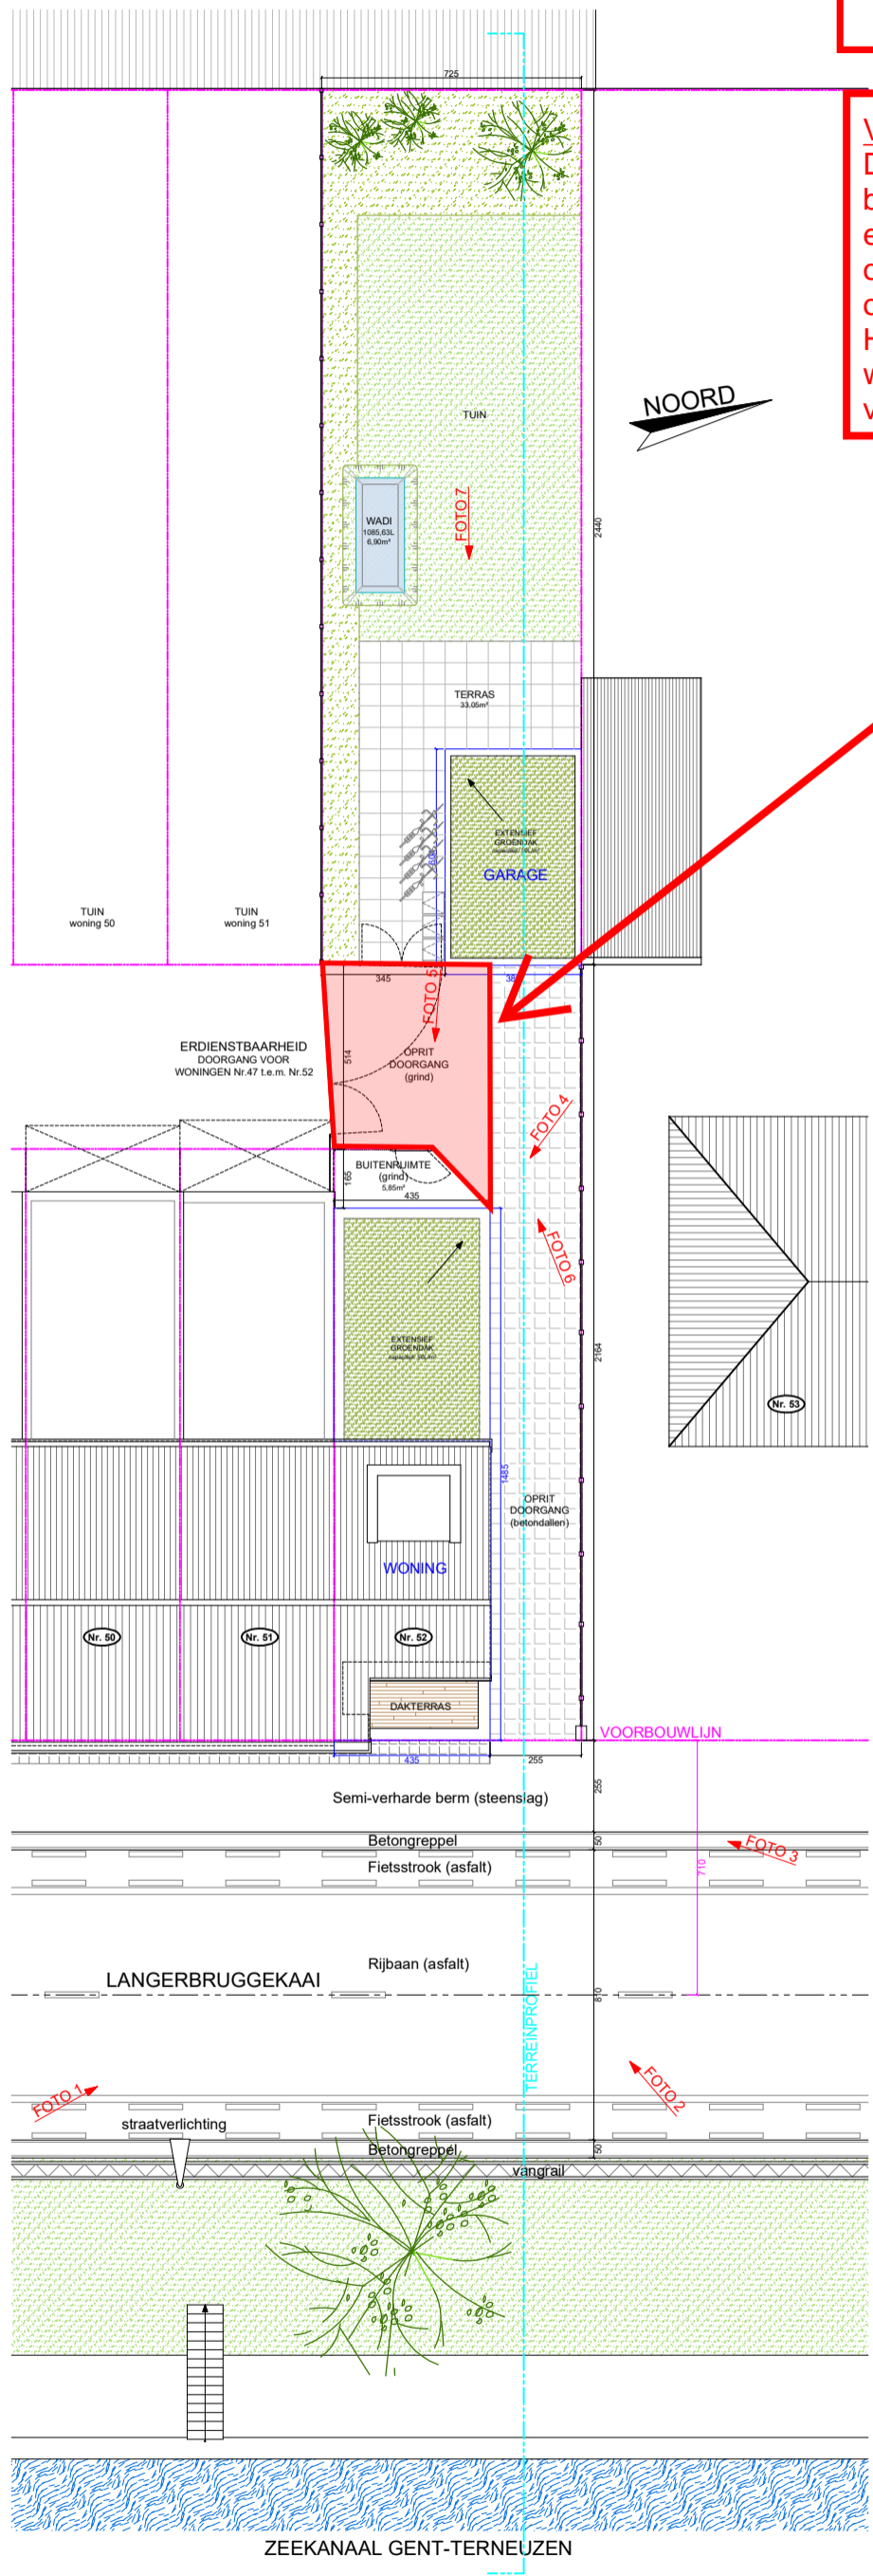 725
V
D
b
e
o
o
H
w
v
NOORD
TUIN
FOTO 7
2440
WADI
1085,63L
6,90m²
TERRAS
33,05m²
EXTENSIEF
GROENDAK
GARAGE
TUIN
woning 50
TUIN
woning 51
345
FOTO 5
ERDIENSTBAARHEID
DOORGANG VOOR
WONINGEN Nr.47 t.e.m. Nr.52
514
OPRIT
DOORGANG
(grind)
FOTO 4
BUITENRUIMTE
(grind)
5,85m²
165
435
FOTO 6
EXTENSIEF
GROENDAK
2164
Nr. 53
1485
OPRIT
DOORGANG
(betondallen)
WONING
Nr. 50
Nr. 51
Nr. 52
DAKTERRAS
VOORBOUWLIJN
435
255
255
Semi-verharde berm (steenslag)
Betongreppel
50
Fietsstrook (asfalt)
FOTO 3
710
Rijbaan (asfalt)
LANGERBRUGGEKAAI
TERREINPROFIEL
810
FOTO 1
FOTO 2
straatverlichting
Fietsstrook (asfalt)
Betongreppel
50
vangrail
ZEEKANAAL GENT-TERNEUZEN